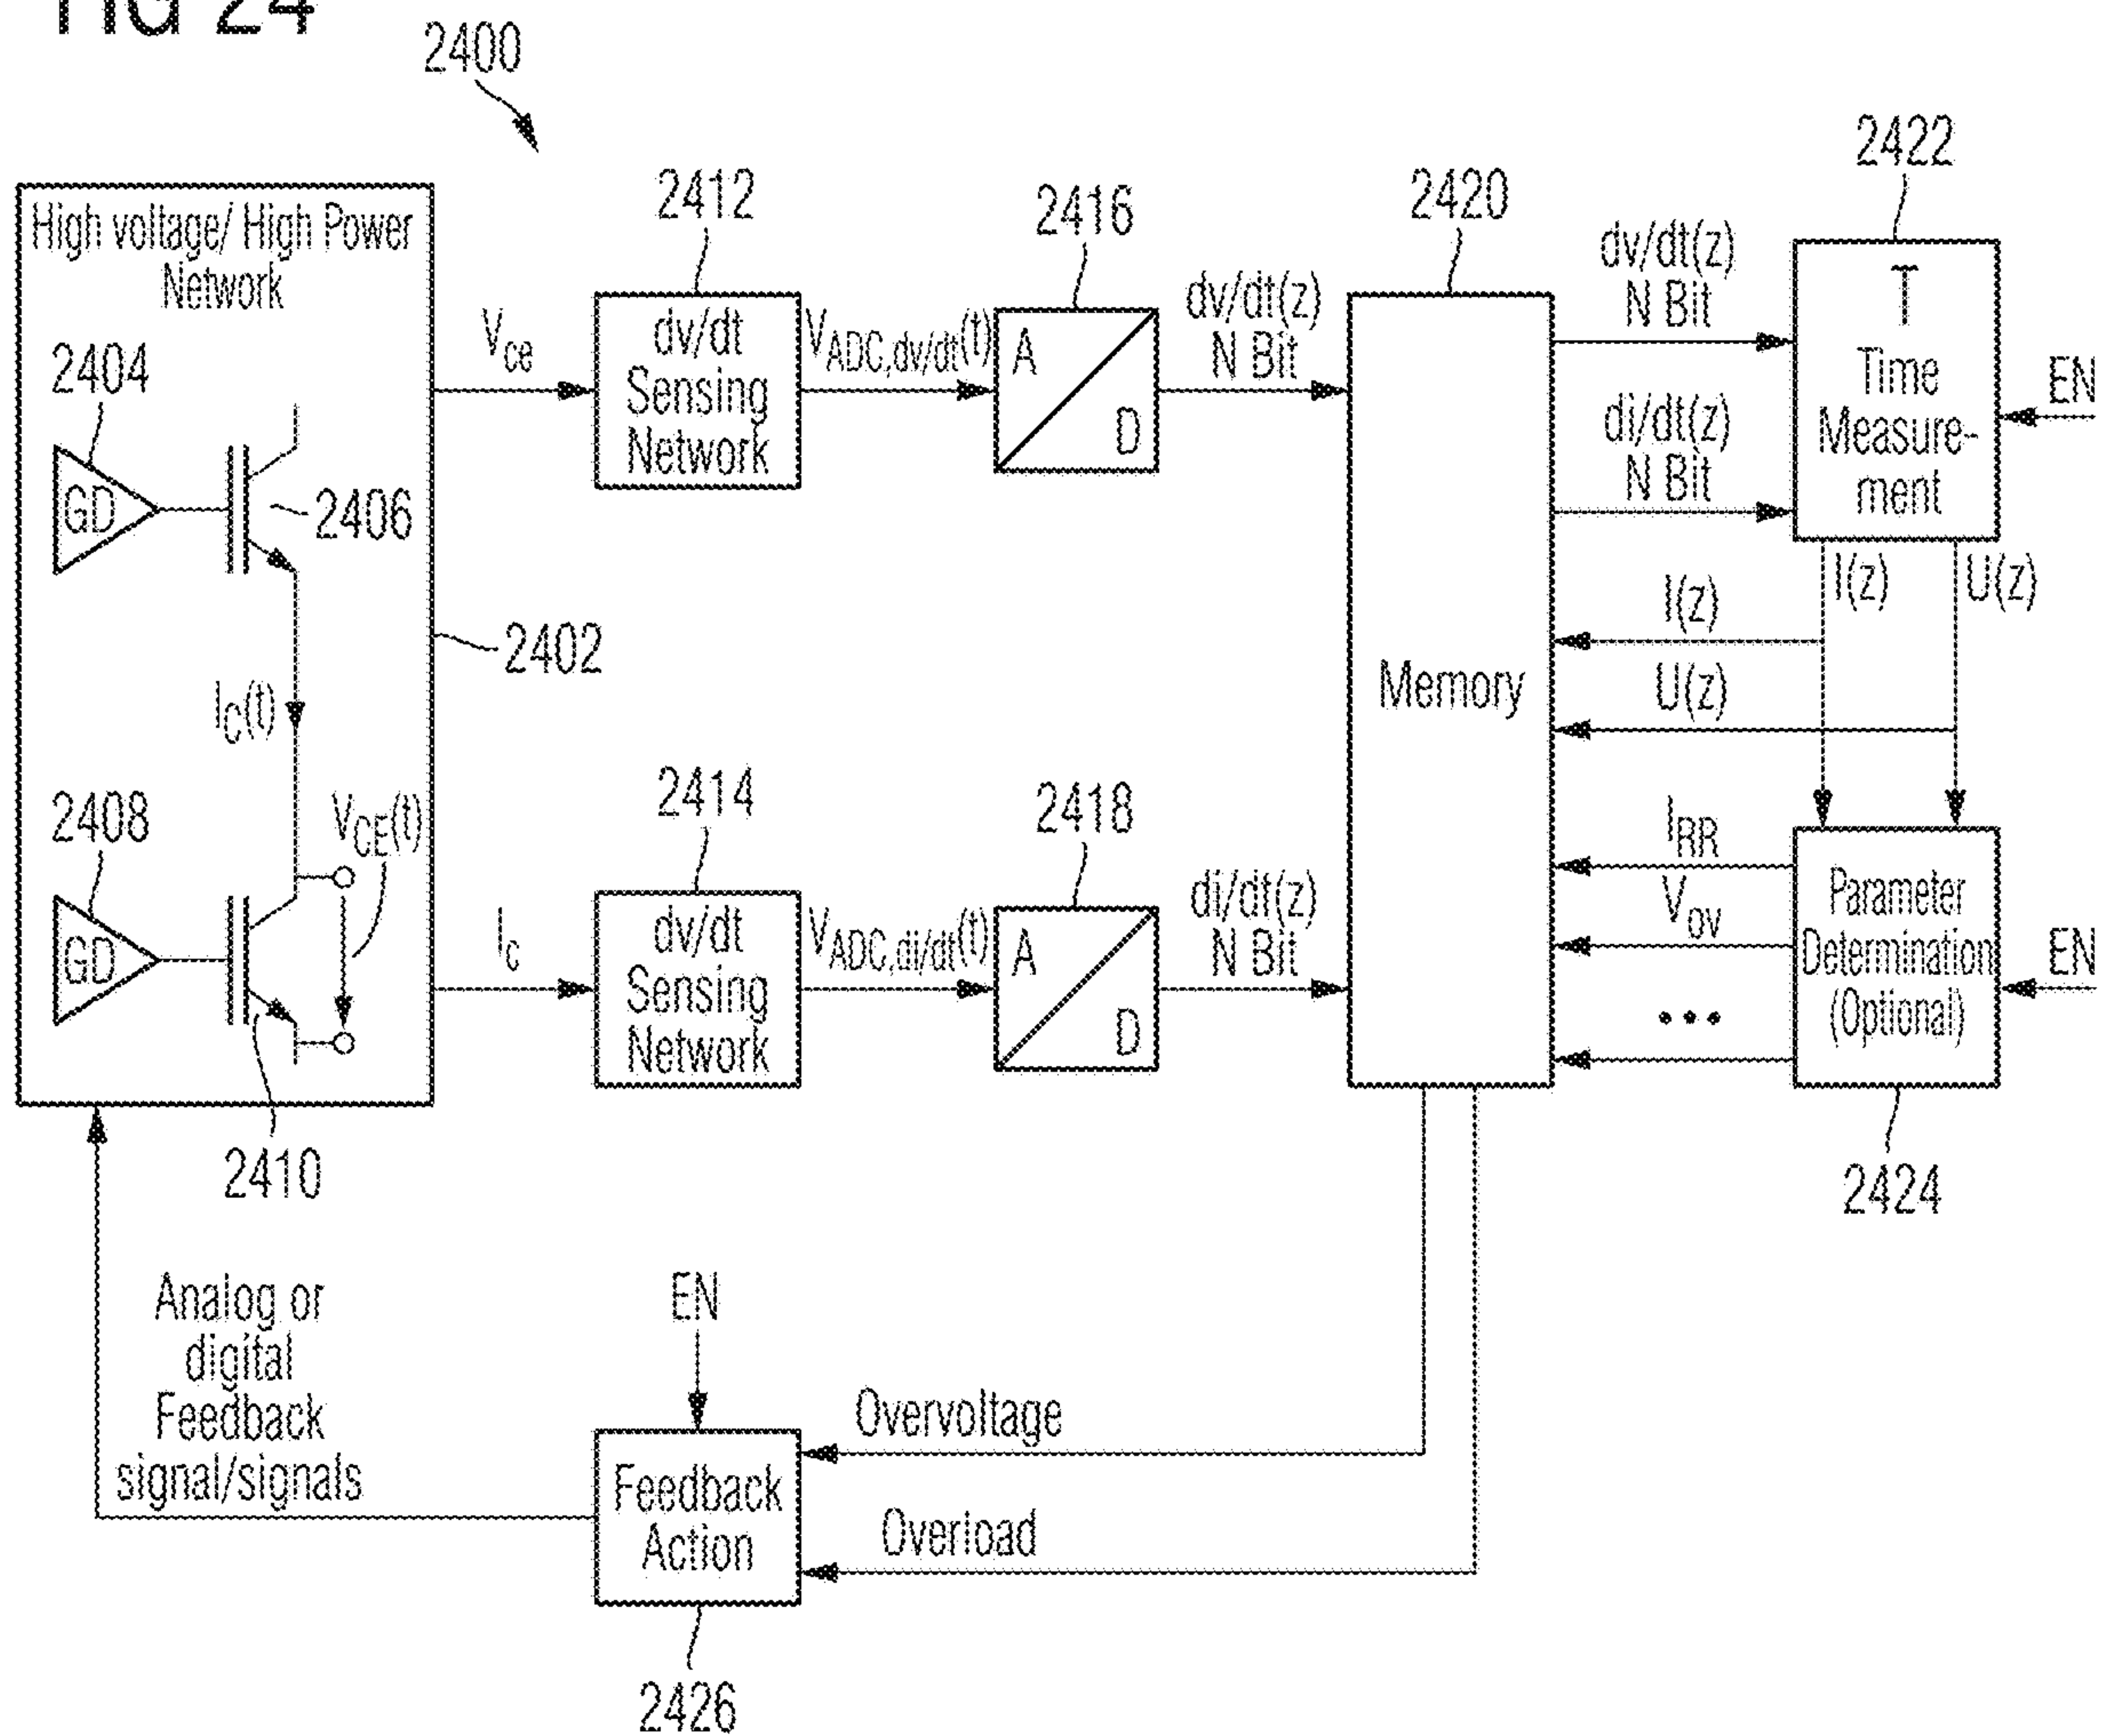 FIG 24
2400
High voltage/ High Power
Network
2404
GD
2406
2402
IC(t)
2408
VCE(t)
GD
2410
Vce
2412
dv/dt
Sensing
Network
VADC,dv/dt(t)
2416
A
D
dv/dt(z)
N Bit
Ic
2414
dv/dt
Sensing
Network
VADC,di/dt(t)
2418
A
D
di/dt(z)
N Bit
2420
Memory
dv/dt(z)
N Bit
di/dt(z)
N Bit
2422
T
Time
Measure-
ment
EN
I(z)
U(z)
I(z)
U(z)
IRR
Vov
...
Parameter
Determination
(Optional)
EN
2424
Analog or
digital
Feedback
signal/signals
EN
Feedback
Action
Overvoltage
Overload
2426